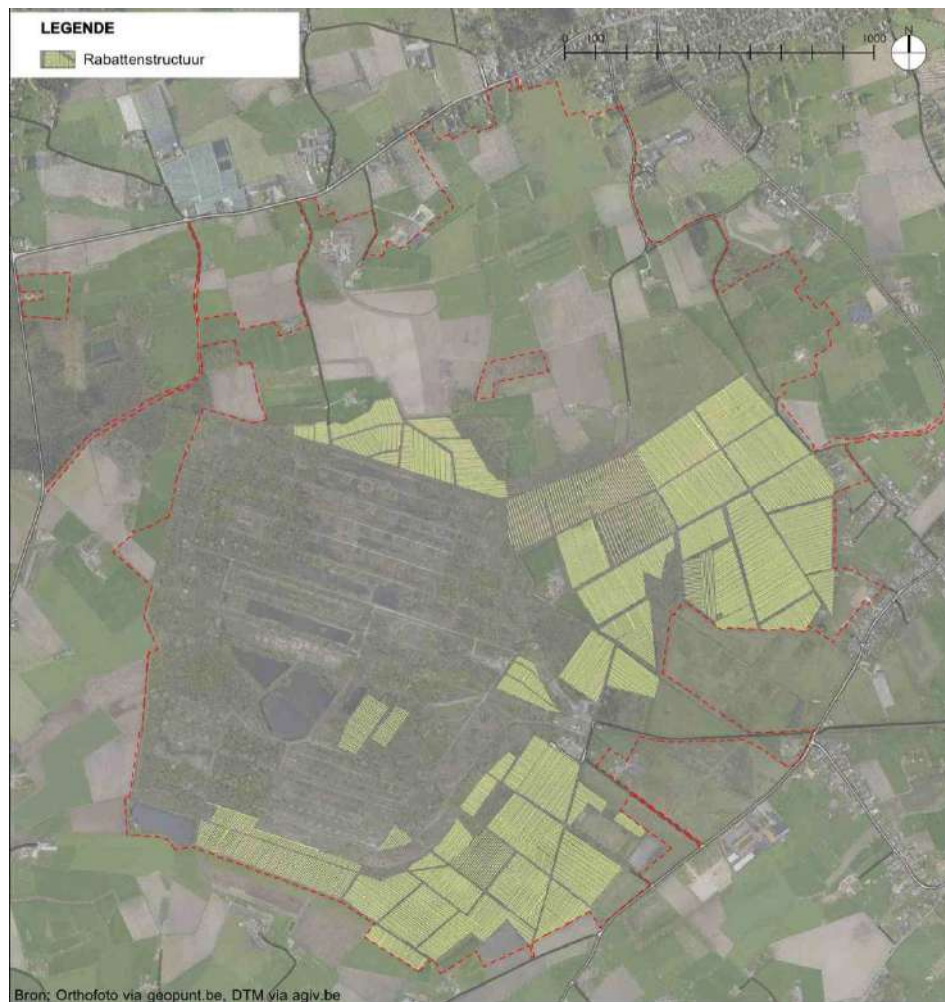 LEGENDE
Rabattenstructuur
0 100 1000
N
Bron: Orthofoto via geopunt.be, DTM via agiv.be